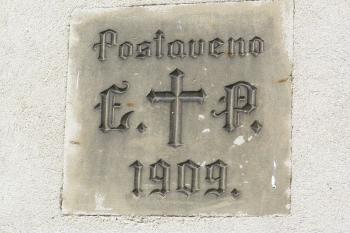 Postaveno
E. P.
1909.